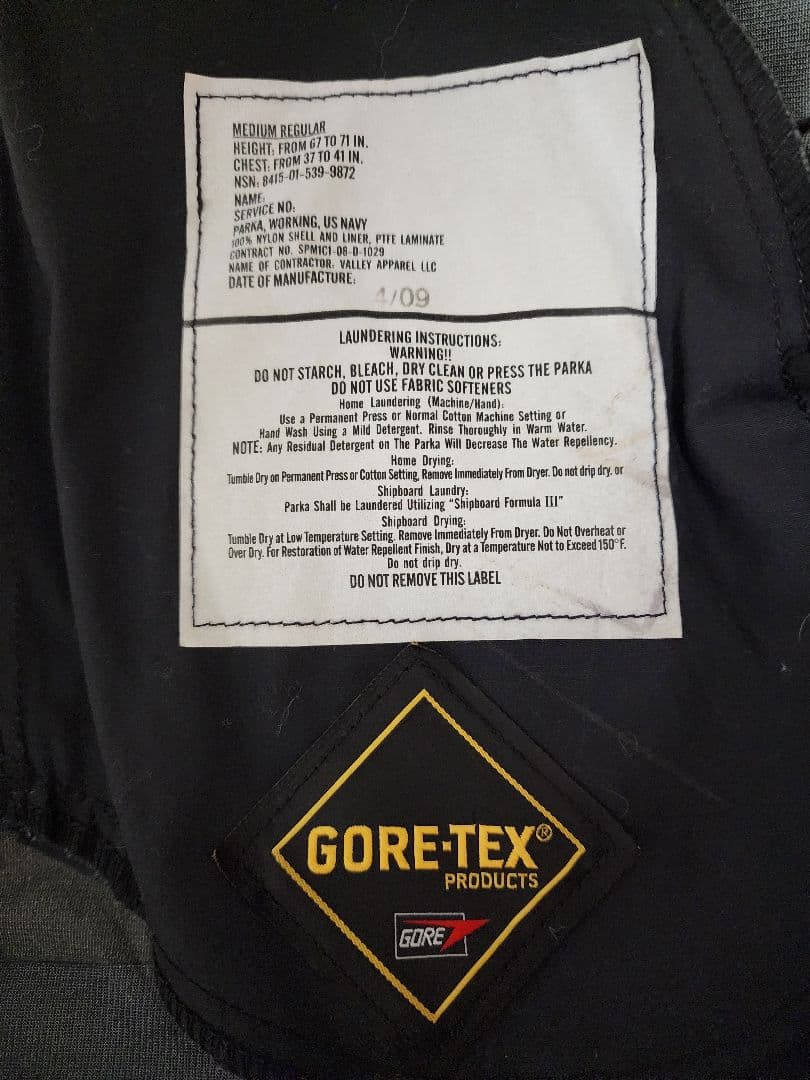 MEDIUM REGULAR
HEIGHT: FROM 67 TO 71 IN.
CHEST: FROM 37 TO 41 IN.
NSN: 8415-01-539-9872
NAME:
SERVICE NO:
PARKA, WORKING, US NAVY
100% NYLON SHELL AND LINER, PTFE LAMINATE
CONTRACT NO. SPM1C1-08-D-1029
NAME OF CONTRACTOR: VALLEY APPAREL LLC
DATE OF MANUFACTURE:
4/09
LAUNDERING INSTRUCTIONS:
WARNING!!
DO NOT STARCH, BLEACH, DRY CLEAN OR PRESS THE PARKA
DO NOT USE FABRIC SOFTENERS
Home Laundering (Machine/Hand):
Use a Permanent Press or Normal Cotton Machine Setting or
Hand Wash Using a Mild Detergent. Rinse Thoroughly in Warm Water.
NOTE: Any Residual Detergent on The Parka Will Decrease The Water Repellency.
Home Drying:
Tumble Dry on Permanent Press or Cotton Setting, Remove Immediately From Dryer. Do not drip dry. or
Shipboard Laundry:
Parka Shall be Laundered Utilizing "Shipboard Formula III"
Shipboard Drying:
Tumble Dry at Low Temperature Setting. Remove Immediately From Dryer. Do Not Overheat or
Over Dry. For Restoration of Water Repellent Finish, Dry at a Temperature Not to Exceed 150°F.
Do not drip dry.
DO NOT REMOVE THIS LABEL
GORE-TEX®
PRODUCTS
GORE